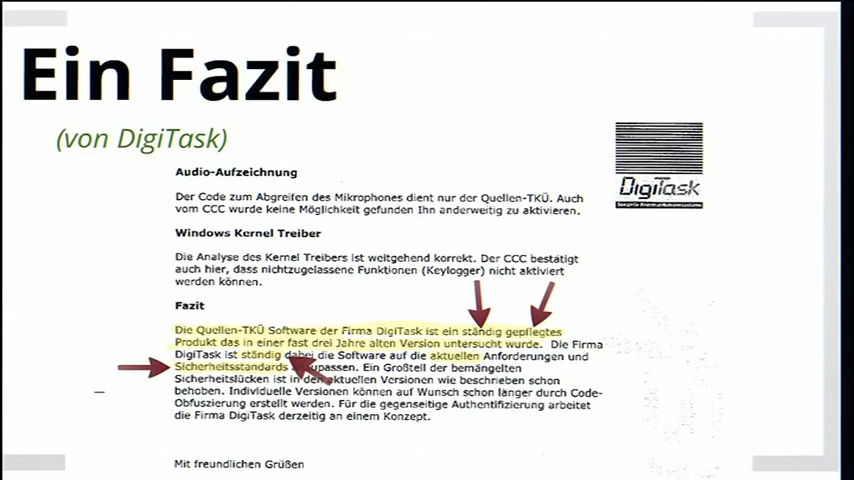 Ein Fazit
(von DigiTask)
DigiTask
Audio-Aufzeichnung
Der Code zum Abgreifen des Mikrophones dient nur der Quellen-TKÜ. Auch
vom CCC wurde keine Möglichkeit gefunden Ihn anderweitig zu aktivieren.
Windows Kernel Treiber
Die Analyse des Kernel Treibers ist weitgehend korrekt. Der CCC bestätigt
auch hier, dass nichtzugelassene Funktionen (Keylogger) nicht aktiviert
werden können.
Fazit
Die Quellen-TKÜ Software der Firma DigiTask ist ein ständig gepflegtes
Produkt das in einer fast drei Jahre alten Version untersucht wurde. Die Firma
DigiTask ist ständig dabei die Software auf die aktuellen Anforderungen und
Sicherheitsstandards anzupassen. Ein Großteil der bemängelten
Sicherheitslücken ist in den aktuellen Versionen wie beschrieben schon
behoben. Individuelle Versionen können auf Wunsch schon länger durch Code-
Obfuszierung erstellt werden. Für die gegenseitige Authentifizierung arbeitet
die Firma DigiTask derzeitig an einem Konzept.
Mit freundlichen Grüßen